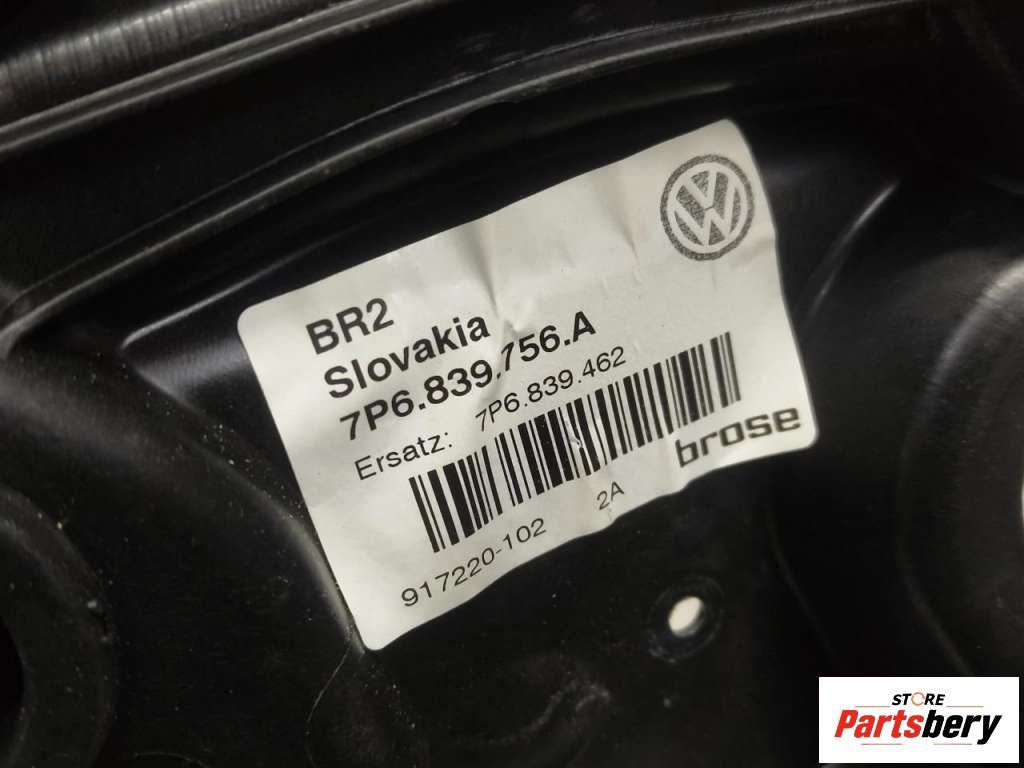 BR2
Slovakia
7P6.839.756.A
Ersatz: 7P6.839.462
brose
917220-102 2A
STORE
Partsbery